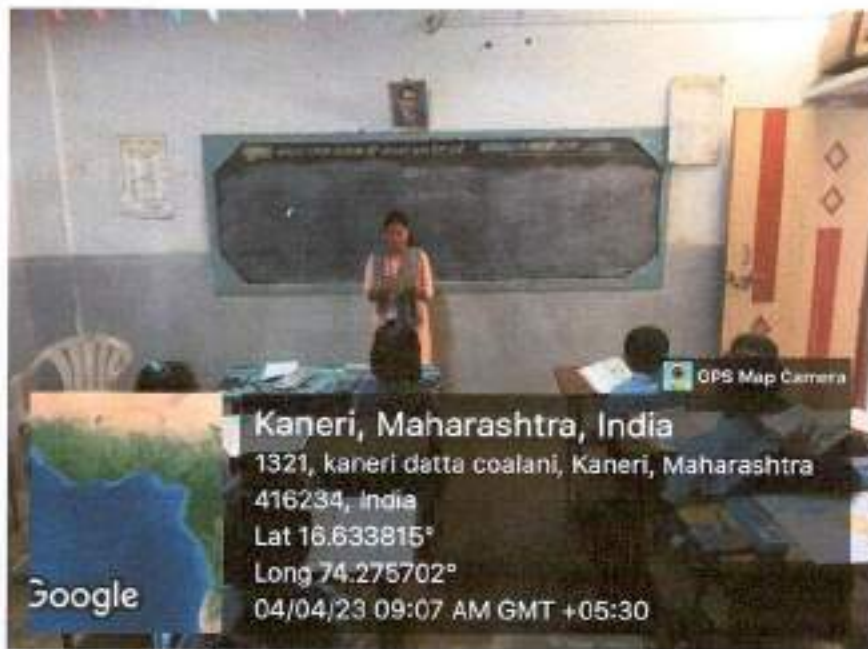 GPS Map Camera
Kaneri, Maharashtra, India
1321, kaneri datta coalani, Kaneri, Maharashtra
416234, India
Lat 16.633815°
Long 74.275702°
04/04/23 09:07 AM GMT +05:30
Google